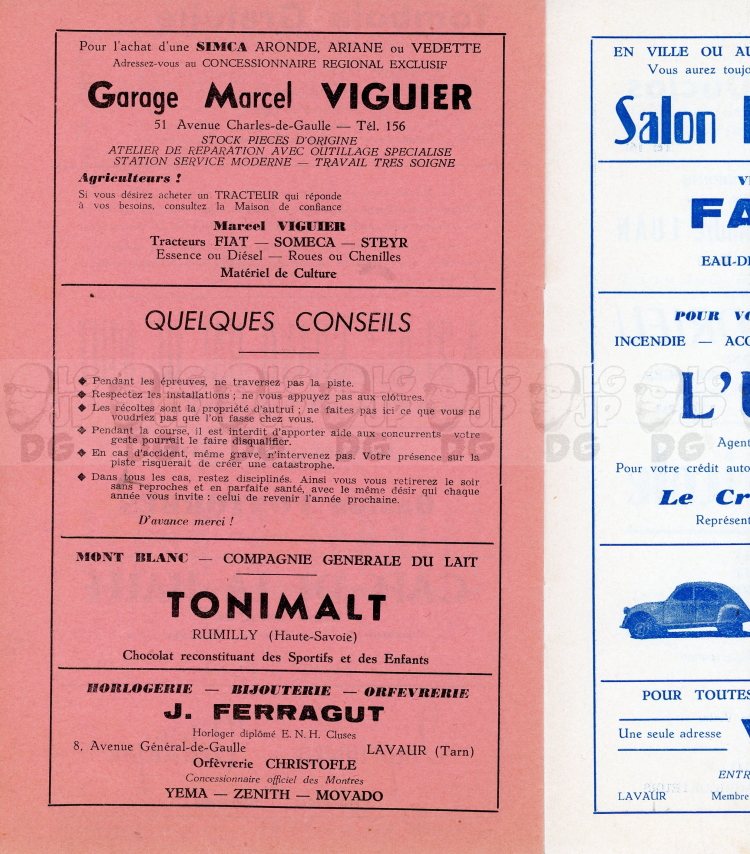 Pour l'achat d'une SIMCA ARONDE, ARIANE ou VEDETTE
Adressez-vous au CONCESSIONNAIRE REGIONAL EXCLUSIF
Garage Marcel VIGUIER
51 Avenue Charles-de-Gaulle — Tél. 156
STOCK PIECES D'ORIGINE
ATELIER DE REPARATION AVEC OUTILLAGE SPECIALISE
STATION SERVICE MODERNE — TRAVAIL TRES SOIGNE
Agriculteurs !
Si vous désirez acheter un TRACTEUR qui réponde
à vos besoins, consultez la Maison de confiance
Marcel VIGUIER
Tracteurs FIAT — SOMECA — STEYR
Essence ou Diésel — Roues ou Chenilles
Matériel de Culture
QUELQUES CONSEILS
◆ Pendant les épreuves, ne traversez pas la piste.
◆ Respectez les installations ; ne vous appuyez pas aux clôtures.
◆ Les récoltes sont la propriété d'autrui ; ne faites pas ici ce que vous ne
voudriez pas que l'on fasse chez vous.
◆ Pendant la course, il est interdit d'apporter aide aux concurrents votre
geste pourrait le faire disqualifier.
◆ En cas d'accident, même grave, n'intervenez pas. Votre présence sur la
piste risquerait de créer une catastrophe.
◆ Dans tous les cas, restez disciplinés. Ainsi vous vous retirerez le soir
sans reproches et en parfaite santé, avec le même désir qui chaque
année vous invite : celui de revenir l'année prochaine.
D'avance merci !
MONT BLANC — COMPAGNIE GENERALE DU LAIT
TONIMALT
RUMILLY (Haute-Savoie)
Chocolat reconstituant des Sportifs et des Enfants
HORLOGERIE — BIJOUTERIE — ORFEVRERIE
J. FERRAGUT
Horloger diplômé E. N. H. Cluses
8, Avenue Général-de-Gaulle LAVAUR (Tarn)
Orfèvrerie CHRISTOFLE
Concessionnaire officiel des Montres
YEMA — ZENITH — MOVADO
EN VILLE OU AU
Vous aurez toujo
Salon
FA
EAU-DE
POUR VO
INCENDIE — ACC
L'U
Agent
Pour votre crédit auto
Le Cr
Représent
POUR TOUTES
Une seule adresse
ENTR
LAVAUR Membre